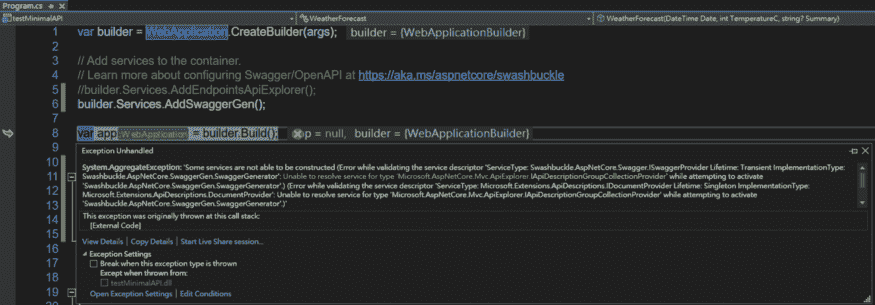 Program.cs
testMinimalAPI
WeatherForecast
WeatherForecast(DateTime Date, int TemperatureC, string? Summary)
1 var builder = WebApplication.CreateBuilder(args); builder = {WebApplicationBuilder}
2
3 // Add services to the container.
4 // Learn more about configuring Swagger/OpenAPI at https://aka.ms/aspnetcore/swashbuckle
5 //builder.Services.AddEndpointsApiExplorer();
6 builder.Services.AddSwaggerGen();
7
8 var app :WebApplication = builder.Build(); = null, builder = {WebApplicationBuilder}
9
Exception Unhandled
10
System.AggregateException: 'Some services are not able to be constructed (Error while validating the service descriptor 'ServiceType: Swashbuckle.AspNetCore.Swagger.ISwaggerProvider Lifetime: Transient ImplementationType:
11 Swashbuckle.AspNetCore.SwaggerGen.SwaggerGenerator': Unable to resolve service for type 'Microsoft.AspNetCore.Mvc.ApiExplorer.IApiDescriptionGroupCollectionProvider' while attempting to activate
12 'Swashbuckle.AspNetCore.SwaggerGen.SwaggerGenerator'.) (Error while validating the service descriptor 'ServiceType: Microsoft.Extensions.ApiDescriptions.IDocumentProvider Lifetime: Singleton ImplementationType:
Microsoft.Extensions.ApiDescriptions.DocumentProvider': Unable to resolve service for type 'Microsoft.AspNetCore.Mvc.ApiExplorer.IApiDescriptionGroupCollectionProvider' while attempting to activate
13 'Swashbuckle.AspNetCore.SwaggerGen.SwaggerGenerator'.)'
14 This exception was originally thrown at this call stack:
15 [External Code]
16 View Details | Copy Details | Start Live Share session...
17 Exception Settings
Break when this exception type is thrown
18 Except when thrown from:
testMinimalAPI.dll
19 Open Exception Settings | Edit Conditions